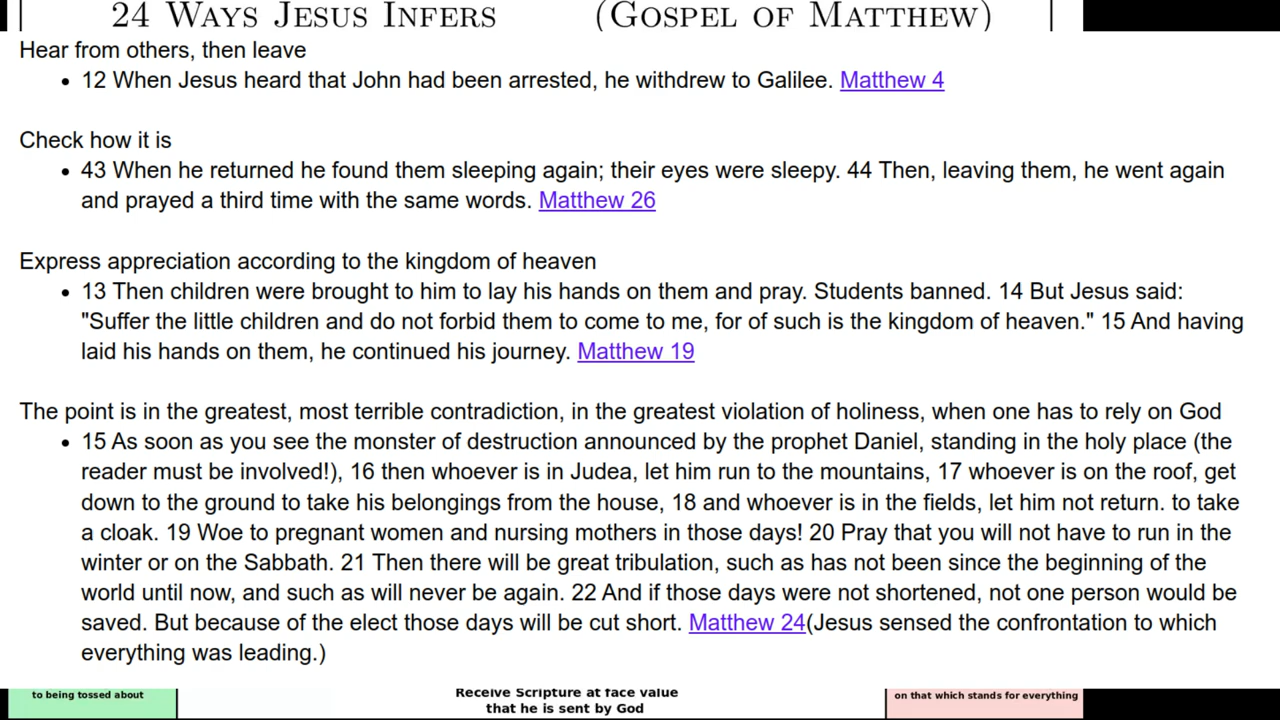 24 Ways Jesus Infers (Gospel of Matthew)
Hear from others, then leave
• 12 When Jesus heard that John had been arrested, he withdrew to Galilee. Matthew 4
Check how it is
• 43 When he returned he found them sleeping again; their eyes were sleepy. 44 Then, leaving them, he went again
and prayed a third time with the same words. Matthew 26
Express appreciation according to the kingdom of heaven
• 13 Then children were brought to him to lay his hands on them and pray. Students banned. 14 But Jesus said:
"Suffer the little children and do not forbid them to come to me, for of such is the kingdom of heaven." 15 And having
laid his hands on them, he continued his journey. Matthew 19
The point is in the greatest, most terrible contradiction, in the greatest violation of holiness, when one has to rely on God
• 15 As soon as you see the monster of destruction announced by the prophet Daniel, standing in the holy place (the
reader must be involved!), 16 then whoever is in Judea, let him run to the mountains, 17 whoever is on the roof, get
down to the ground to take his belongings from the house, 18 and whoever is in the fields, let him not return. to take
a cloak. 19 Woe to pregnant women and nursing mothers in those days! 20 Pray that you will not have to run in the
winter or on the Sabbath. 21 Then there will be great tribulation, such as has not been since the beginning of the
world until now, and such as will never be again. 22 And if those days were not shortened, not one person would be
saved. But because of the elect those days will be cut short. Matthew 24(Jesus sensed the confrontation to which
everything was leading.)
to being tossed about
Receive Scripture at face value
that he is sent by God
on that which stands for everything